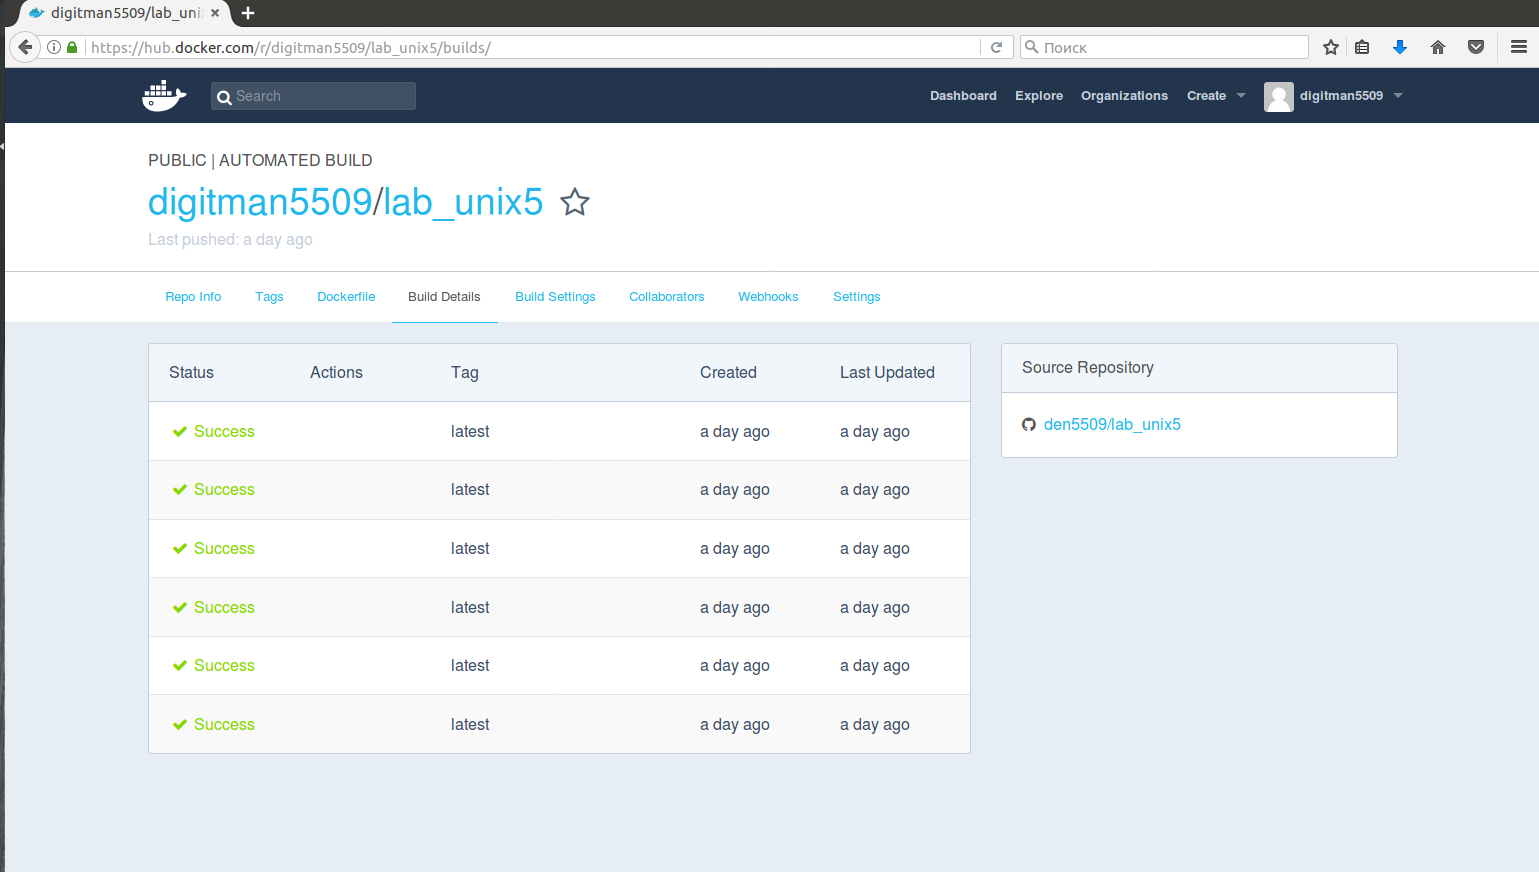 digitman5509/lab_uni
https://hub.docker.com/r/digitman5509/lab_unix5/builds/
Поиск
Search
Dashboard Explore Organizations Create digitman5509
PUBLIC | AUTOMATED BUILD
digitman5509/lab_unix5
Last pushed: a day ago
Repo Info Tags Dockerfile Build Details Build Settings Collaborators Webhooks Settings
Status Actions Tag Created Last Updated
Success latest a day ago a day ago
Success latest a day ago a day ago
Success latest a day ago a day ago
Success latest a day ago a day ago
Success latest a day ago a day ago
Success latest a day ago a day ago
Source Repository
den5509/lab_unix5